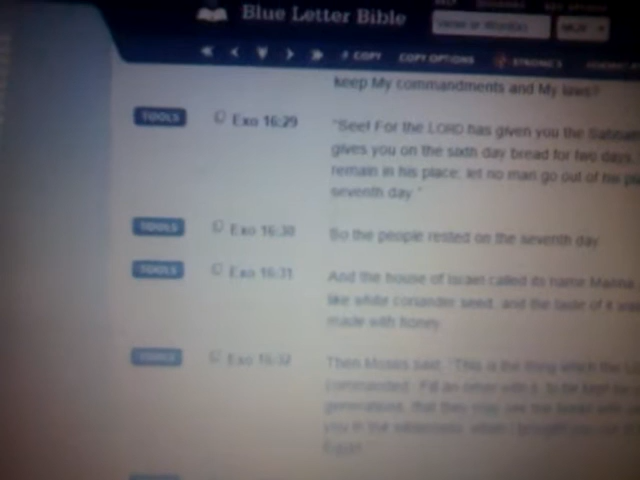 Blue Letter Bible
COPY COPY OPTIONS STRONG'S
keep My commandments and My laws?
TOOLS Exo 16:29 "See! For the LORD has given you the Sabbath
gives you on the sixth day bread for two days.
remain in his place; let no man go out of his
seventh day."
TOOLS Exo 16:30 So the people rested on the seventh day
TOOLS Exo 16:31 And the house of Israel called its name Manna
like white coriander seed, and the taste of it was
made with honey.
TOOLS Exo 16:32 Then Moses said, "This is the thing which the
commanded: 'Fill an omer with it, to be kept
generations, that they may see the bread with
you in the wilderness, when I brought you
Egypt